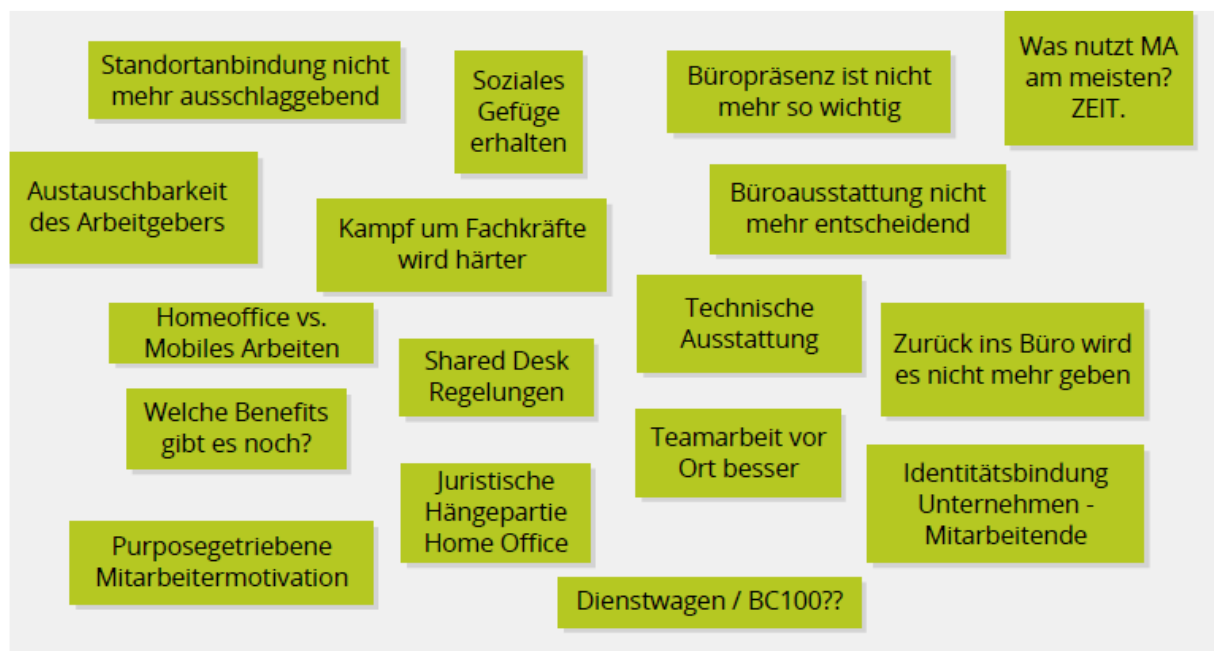 Standortanbindung nicht
mehr ausschlaggebend
Soziales
Gefüge
erhalten
Büropräsenz ist nicht
mehr so wichtig
Was nutzt MA
am meisten?
ZEIT.
Austauschbarkeit
des Arbeitgebers
Kampf um Fachkräfte
wird härter
Büroausstattung nicht
mehr entscheidend
Homeoffice vs.
Mobiles Arbeiten
Shared Desk
Regelungen
Technische
Ausstattung
Zurück ins Büro wird
es nicht mehr geben
Welche Benefits
gibt es noch?
Juristische
Hängepartie
Home Office
Teamarbeit vor
Ort besser
Identitätsbindung
Unternehmen -
Mitarbeitende
Purposegetriebene
Mitarbeitermotivation
Dienstwagen / BC100??